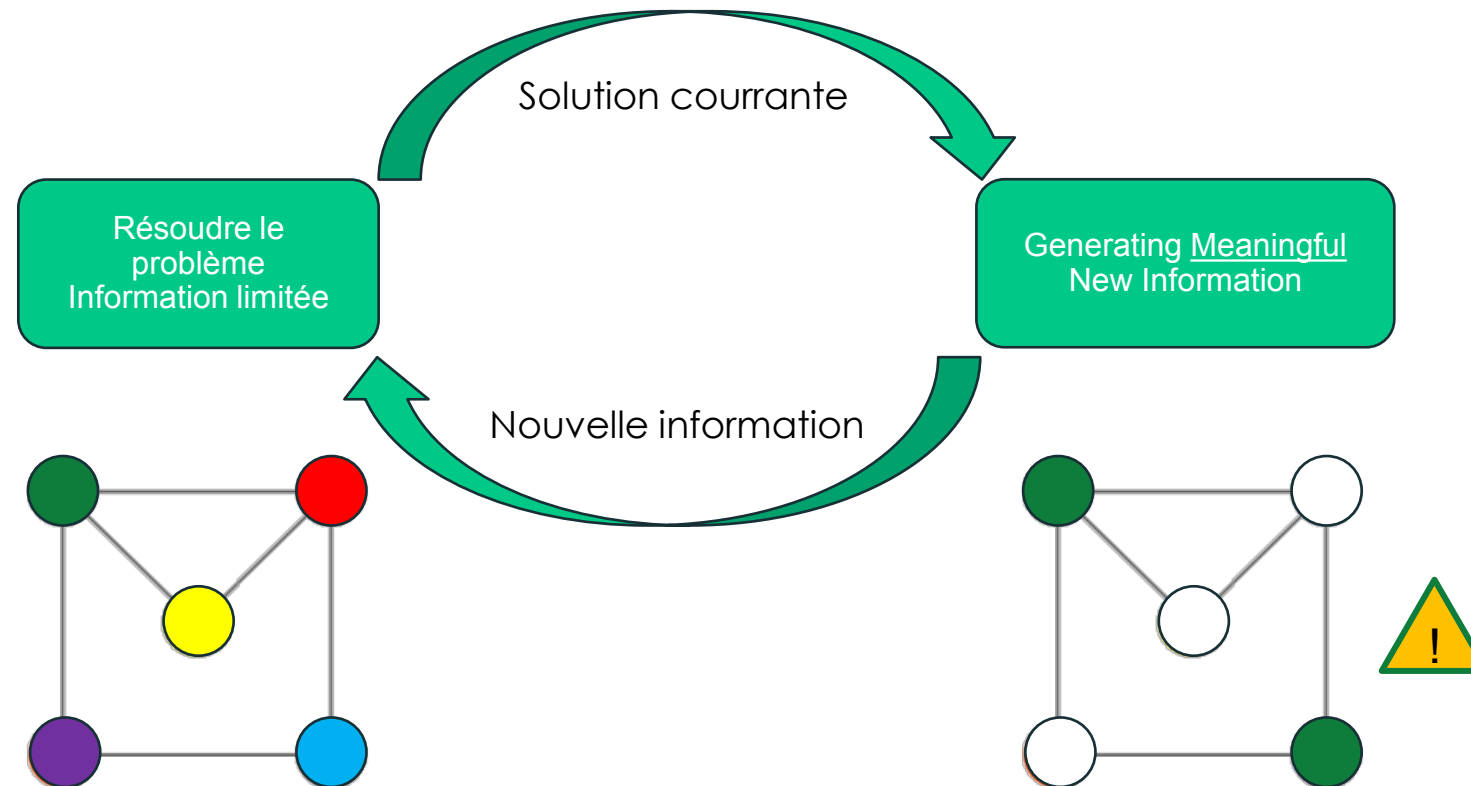 Solution courrante
Résoudre le
problème
Information limitée
Generating Meaningful
New Information
Nouvelle information
!